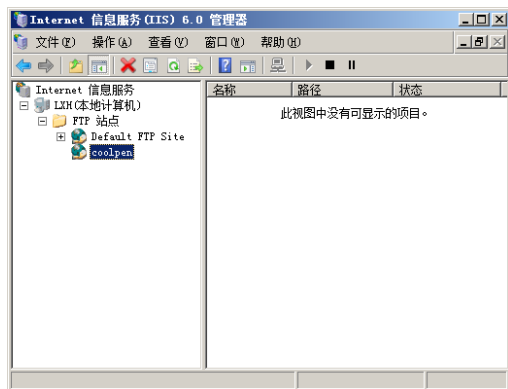 Internet 信息服务(IIS) 6.0 管理器
文件(F) 操作(A) 查看(V) 窗口(W) 帮助(H)
Internet 信息服务
LXH(本地计算机)
FTP 站点
Default FTP Site
coolpen
名称 路径 状态
此视图中没有可显示的项目。